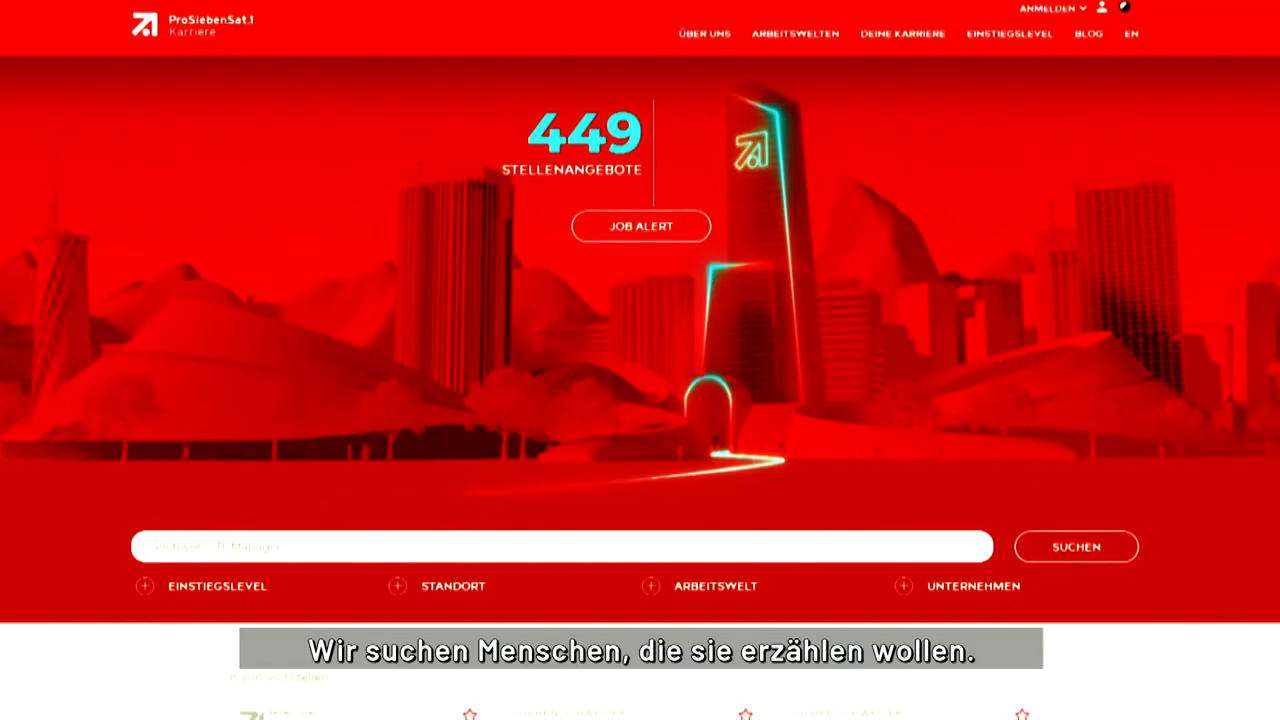 ProSiebenSat.1
Karriere
ANMELDEN
ÜBER UNS
ARBEITSWELTEN
DEINE KARRIERE
EINSTIEGSLEVEL
BLOG
EN
449
STELLENANGEBOTE
JOB ALERT
SUCHEN
EINSTIEGSLEVEL
STANDORT
ARBEITSWELT
UNTERNEHMEN
Wir suchen Menschen, die sie erzählen wollen.